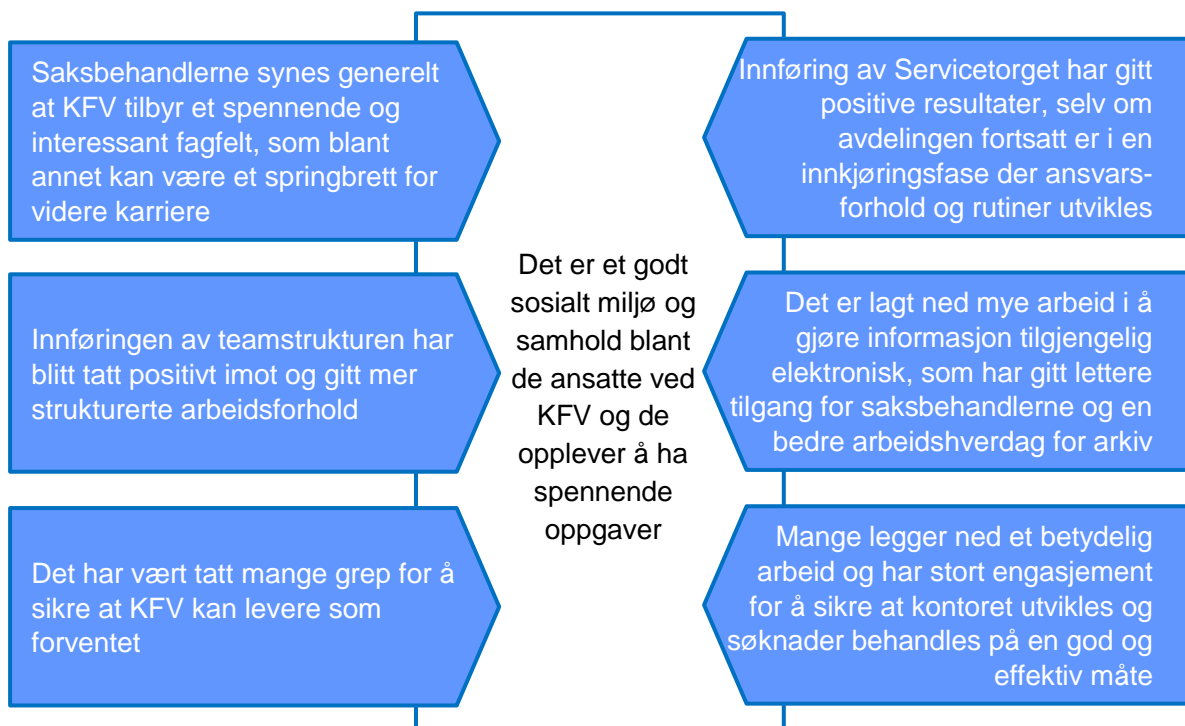 Saksbehandlerne synes generelt
at KFV tilbyr et spennende og
interessant fagfelt, som blant
annet kan være et springbrett for
videre karriere
Innføringen av teamstrukturen har
blitt tatt positivt imot og gitt mer
strukturerte arbeidsforhold
Det har vært tatt mange grep for å
sikre at KFV kan levere som
forventet
Det er et godt
sosialt miljø og
samhold blant
de ansatte ved
KFV og de
opplever å ha
spennende
oppgaver
Innføring av Servicetorget har gitt
positive resultater, selv om
avdelingen fortsatt er i en
innkjøringsfase der ansvars-
forhold og rutiner utvikles
Det er lagt ned mye arbeid i å
gjøre informasjon tilgjengelig
elektronisk, som har gitt lettere
tilgang for saksbehandlerne og en
bedre arbeidshverdag for arkiv
Mange legger ned et betydelig
arbeid og har stort engasjement
for å sikre at kontoret utvikles og
søknader behandles på en god og
effektiv måte